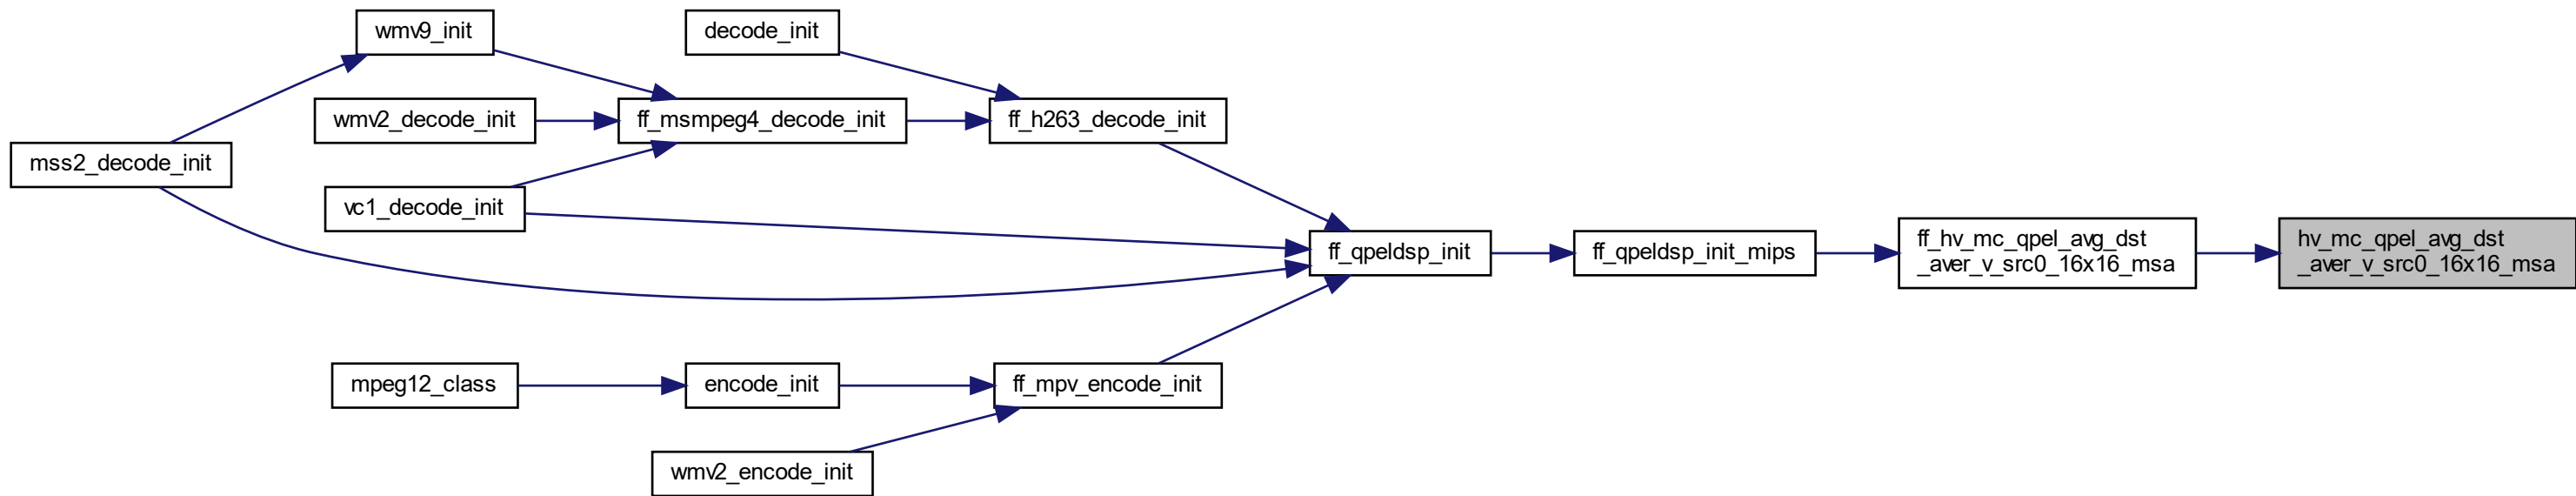 wmv9_init
decode_init
wmv2_decode_init
ff_msmpeg4_decode_init
ff_h263_decode_init
mss2_decode_init
vc1_decode_init
ff_qpeldsp_init
ff_qpeldsp_init_mips
ff_hv_mc_qpel_avg_dst
_aver_v_src0_16x16_msa
hv_mc_qpel_avg_dst
_aver_v_src0_16x16_msa
mpeg12_class
encode_init
ff_mpv_encode_init
wmv2_encode_init